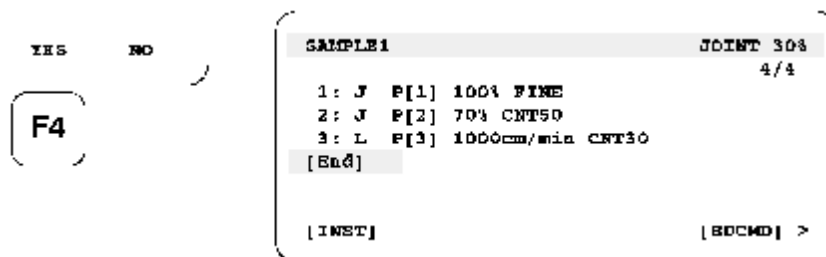 YES NO
F4
SAMPLE1 JOINT 30%
4/4
1: J P[1] 100% FINE
2: J P[2] 70% CNT50
3: L P[3] 1000cm/min CNT30
[End]
[INST] [EDCMD] >